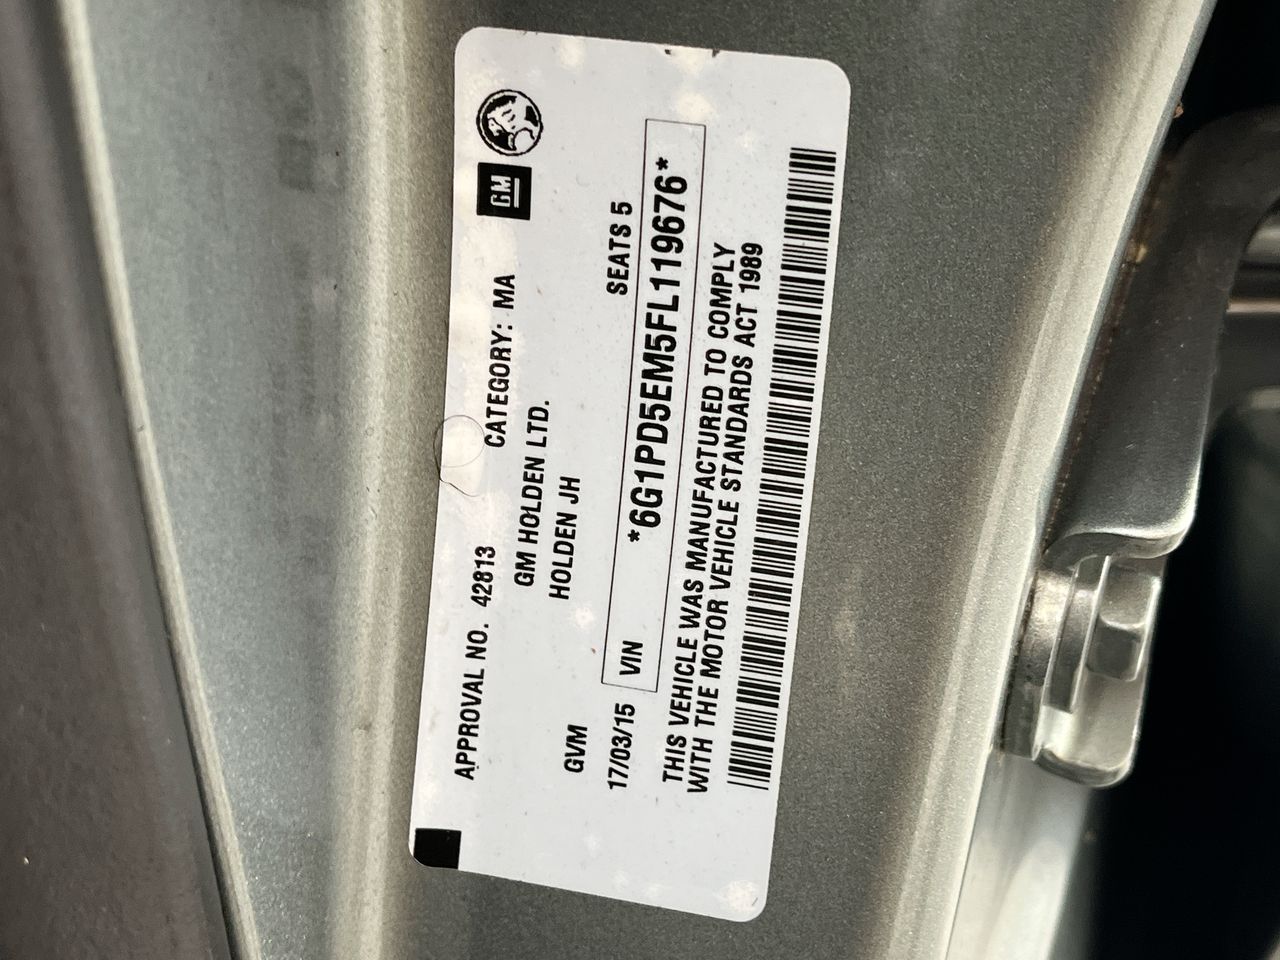 APPROVAL NO. 42813 CATEGORY: MA
GM
GM HOLDEN LTD.
HOLDEN JH
GVM SEATS 5
17/03/15 VIN *6G1PD5EM5FL119676*
THIS VEHICLE WAS MANUFACTURED TO COMPLY
WITH THE MOTOR VEHICLE STANDARDS ACT 1989